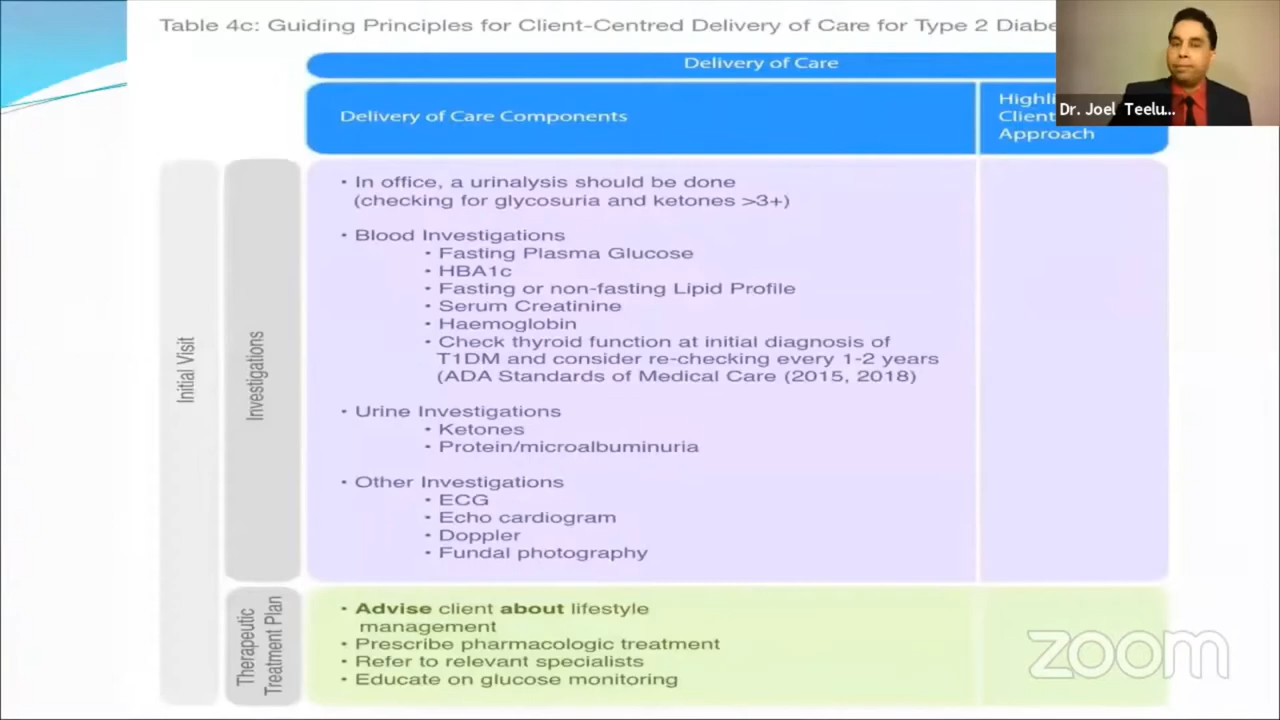 Table 4c: Guiding Principles for Client-Centred Delivery of Care for Type 2
Delivery of Care
Delivery of Care Components
Client
Approach
Dr. Joel Teelu...
Initial Visit
Investigations
• In office, a urinalysis should be done
(checking for glycosuria and ketones >3+)
• Blood Investigations
• Fasting Plasma Glucose
• HBA1c
• Fasting or non-fasting Lipid Profile
• Serum Creatinine
• Haemoglobin
• Check thyroid function at initial diagnosis of
T1DM and consider re-checking every 1-2 years
(ADA Standards of Medical Care (2015, 2018)
• Urine Investigations
• Ketones
• Protein/microalbuminuria
• Other Investigations
• ECG
• Echo cardiogram
• Doppler
• Fundal photography
Therapeutic
Treatment Plan
• Advise client about lifestyle
management
• Prescribe pharmacologic treatment
• Refer to relevant specialists
• Educate on glucose monitoring
zoom